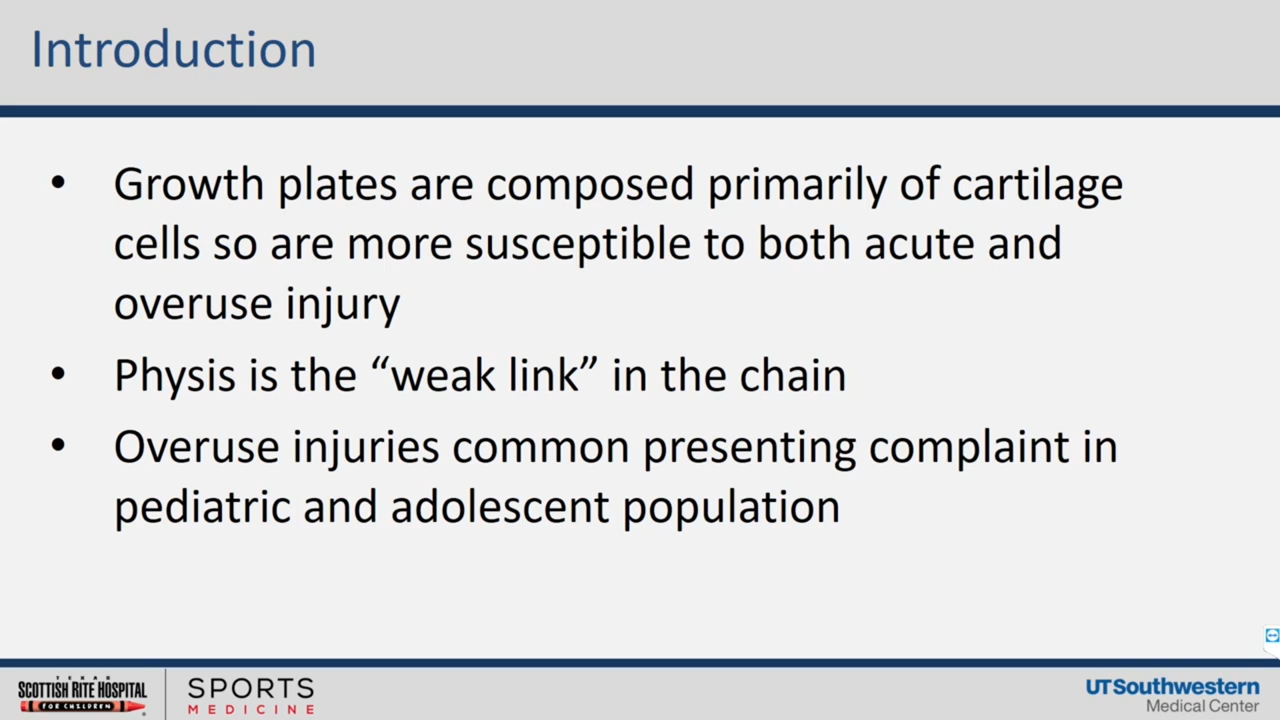 Introduction
• Growth plates are composed primarily of cartilage
cells so are more susceptible to both acute and
overuse injury
• Physis is the “weak link” in the chain
• Overuse injuries common presenting complaint in
pediatric and adolescent population
TEXAS
SCOTTISH RITE HOSPITAL
FOR CHILDREN
SPORTS
MEDICINE
UTSouthwestern
Medical Center